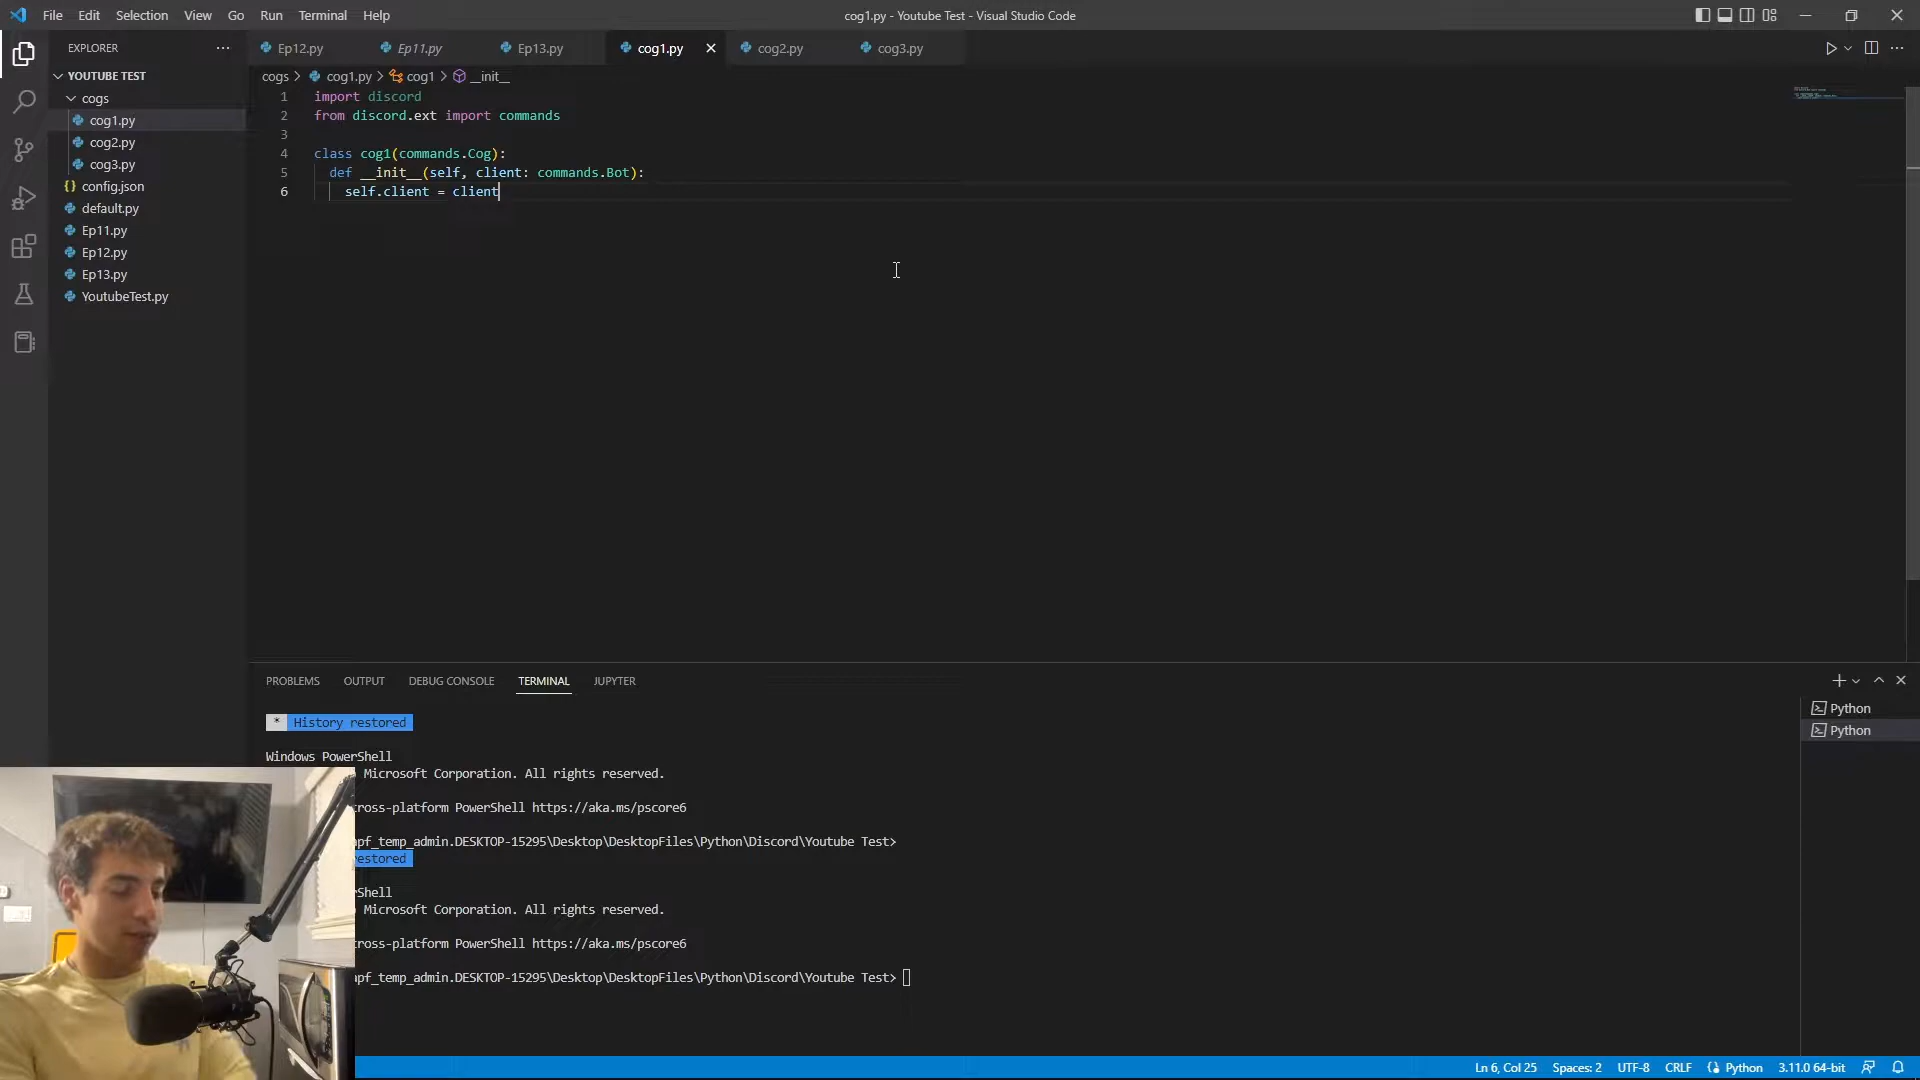 File Edit Selection View Go Run Terminal Help
cog1.py - Youtube Test - Visual Studio Code
EXPLORER
Ep12.py Ep11.py Ep13.py cog1.py cog2.py cog3.py
YOUTUBE TEST
cogs
cog1.py
cog2.py
cog3.py
config.json
default.py
Ep11.py
Ep12.py
Ep13.py
YoutubeTest.py
cogs > cog1.py > cog1 > __init__
1 import discord
2 from discord.ext import commands
3
4 class cog1(commands.Cog):
5 def __init__(self, client: commands.Bot):
6 self.client = client
PROBLEMS OUTPUT DEBUG CONSOLE TERMINAL JUPYTER
Python
Python
* History restored
Windows PowerShell
Microsoft Corporation. All rights reserved.
ross-platform PowerShell https://aka.ms/pscore6
pf_temp_admin.DESKTOP-15295\Desktop\DesktopFiles\Python\Discord\Youtube Test>
estored
Shell
Microsoft Corporation. All rights reserved.
ross-platform PowerShell https://aka.ms/pscore6
pf_temp_admin.DESKTOP-15295\Desktop\DesktopFiles\Python\Discord\Youtube Test>
Ln 6, Col 25 Spaces: 2 UTF-8 CRLF Python 3.11.0 64-bit